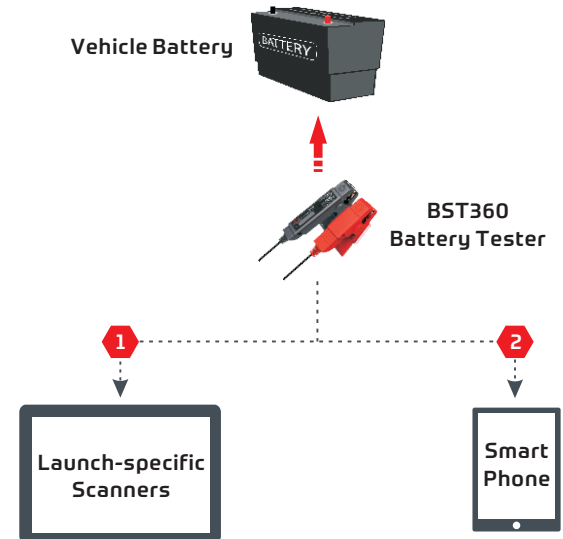 Vehicle Battery
BATTERY
BST360
Battery Tester
1
2
Launch-specific
Scanners
Smart
Phone